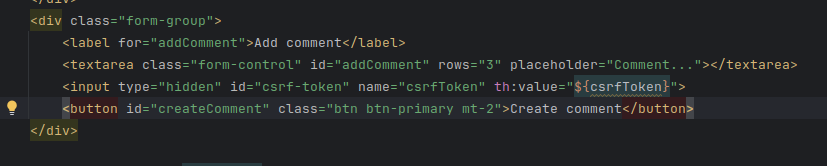 <div class="form-group">
<label for="addComment">Add comment</label>
<textarea class="form-control" id="addComment" rows="3" placeholder="Comment..."></textarea>
<input type="hidden" id="csrf-token" name="csrfToken" th:value="${csrfToken}">
<button id="createComment" class="btn btn-primary mt-2">Create comment</button>
</div>